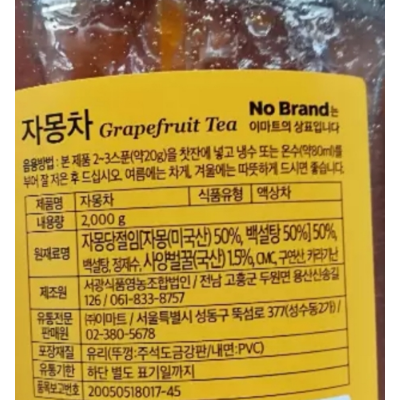 자몽차 Grapefruit Tea
No Brand는
이마트의 상표입니다
음용방법 : 본 제품 2~3스푼(약20g)을 찻잔에 넣고 냉수 또는 온수(약80ml)를
부어 잘 저은 후 드십시오. 여름에는 차게, 겨울에는 따뜻하게 드시면 좋습니다.
제품명 자몽차 식품유형 액상차
내용량 2,000 g
원재료명 자몽당절임[자몽(미국산) 50%, 백설탕 50%] 50%,
백설탕, 정제수, 사양벌꿀(국산) 1.5%, CMC, 구연산, 카라기난
제조원 서광식품영농조합법인 / 전남 고흥군 두원면 용산신송길
126 / 061-833-8757
유통전문
판매원 ㈜이마트 / 서울특별시 성동구 뚝섬로 377(성수동2가) /
02-380-5678
포장재질 유리(뚜껑:주석도금강판/내면:PVC)
유통기한 하단 별도 표기일까지
품목보고번호 20050518017-45